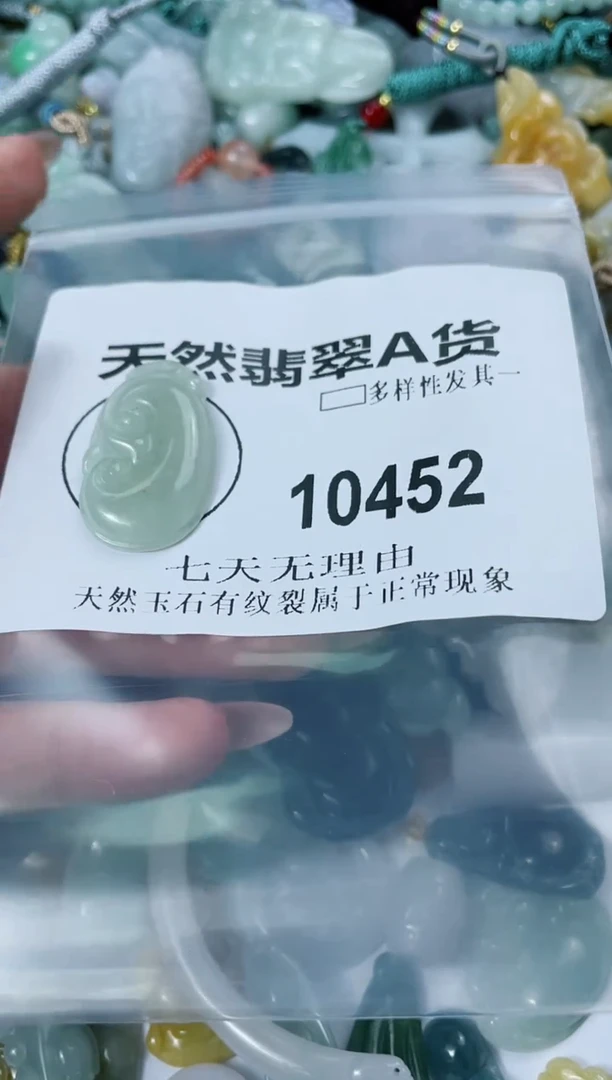 天然翡翠A货
多样性发其一
10452
七天无理由
天然玉石有纹裂属于正常现象